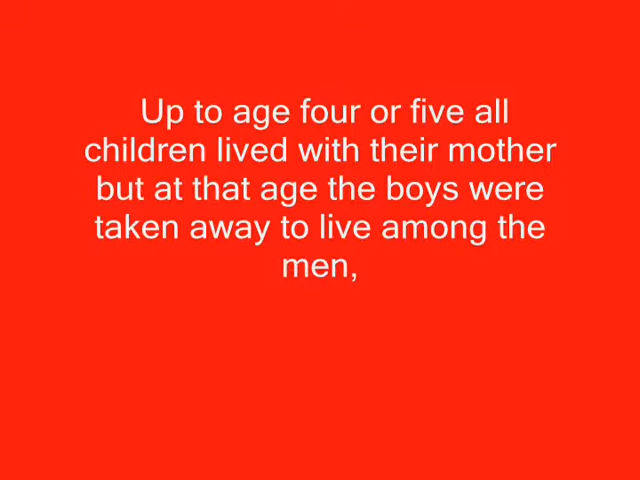 Up to age four or five all
children lived with their mother
but at that age the boys were
taken away to live among the
men,